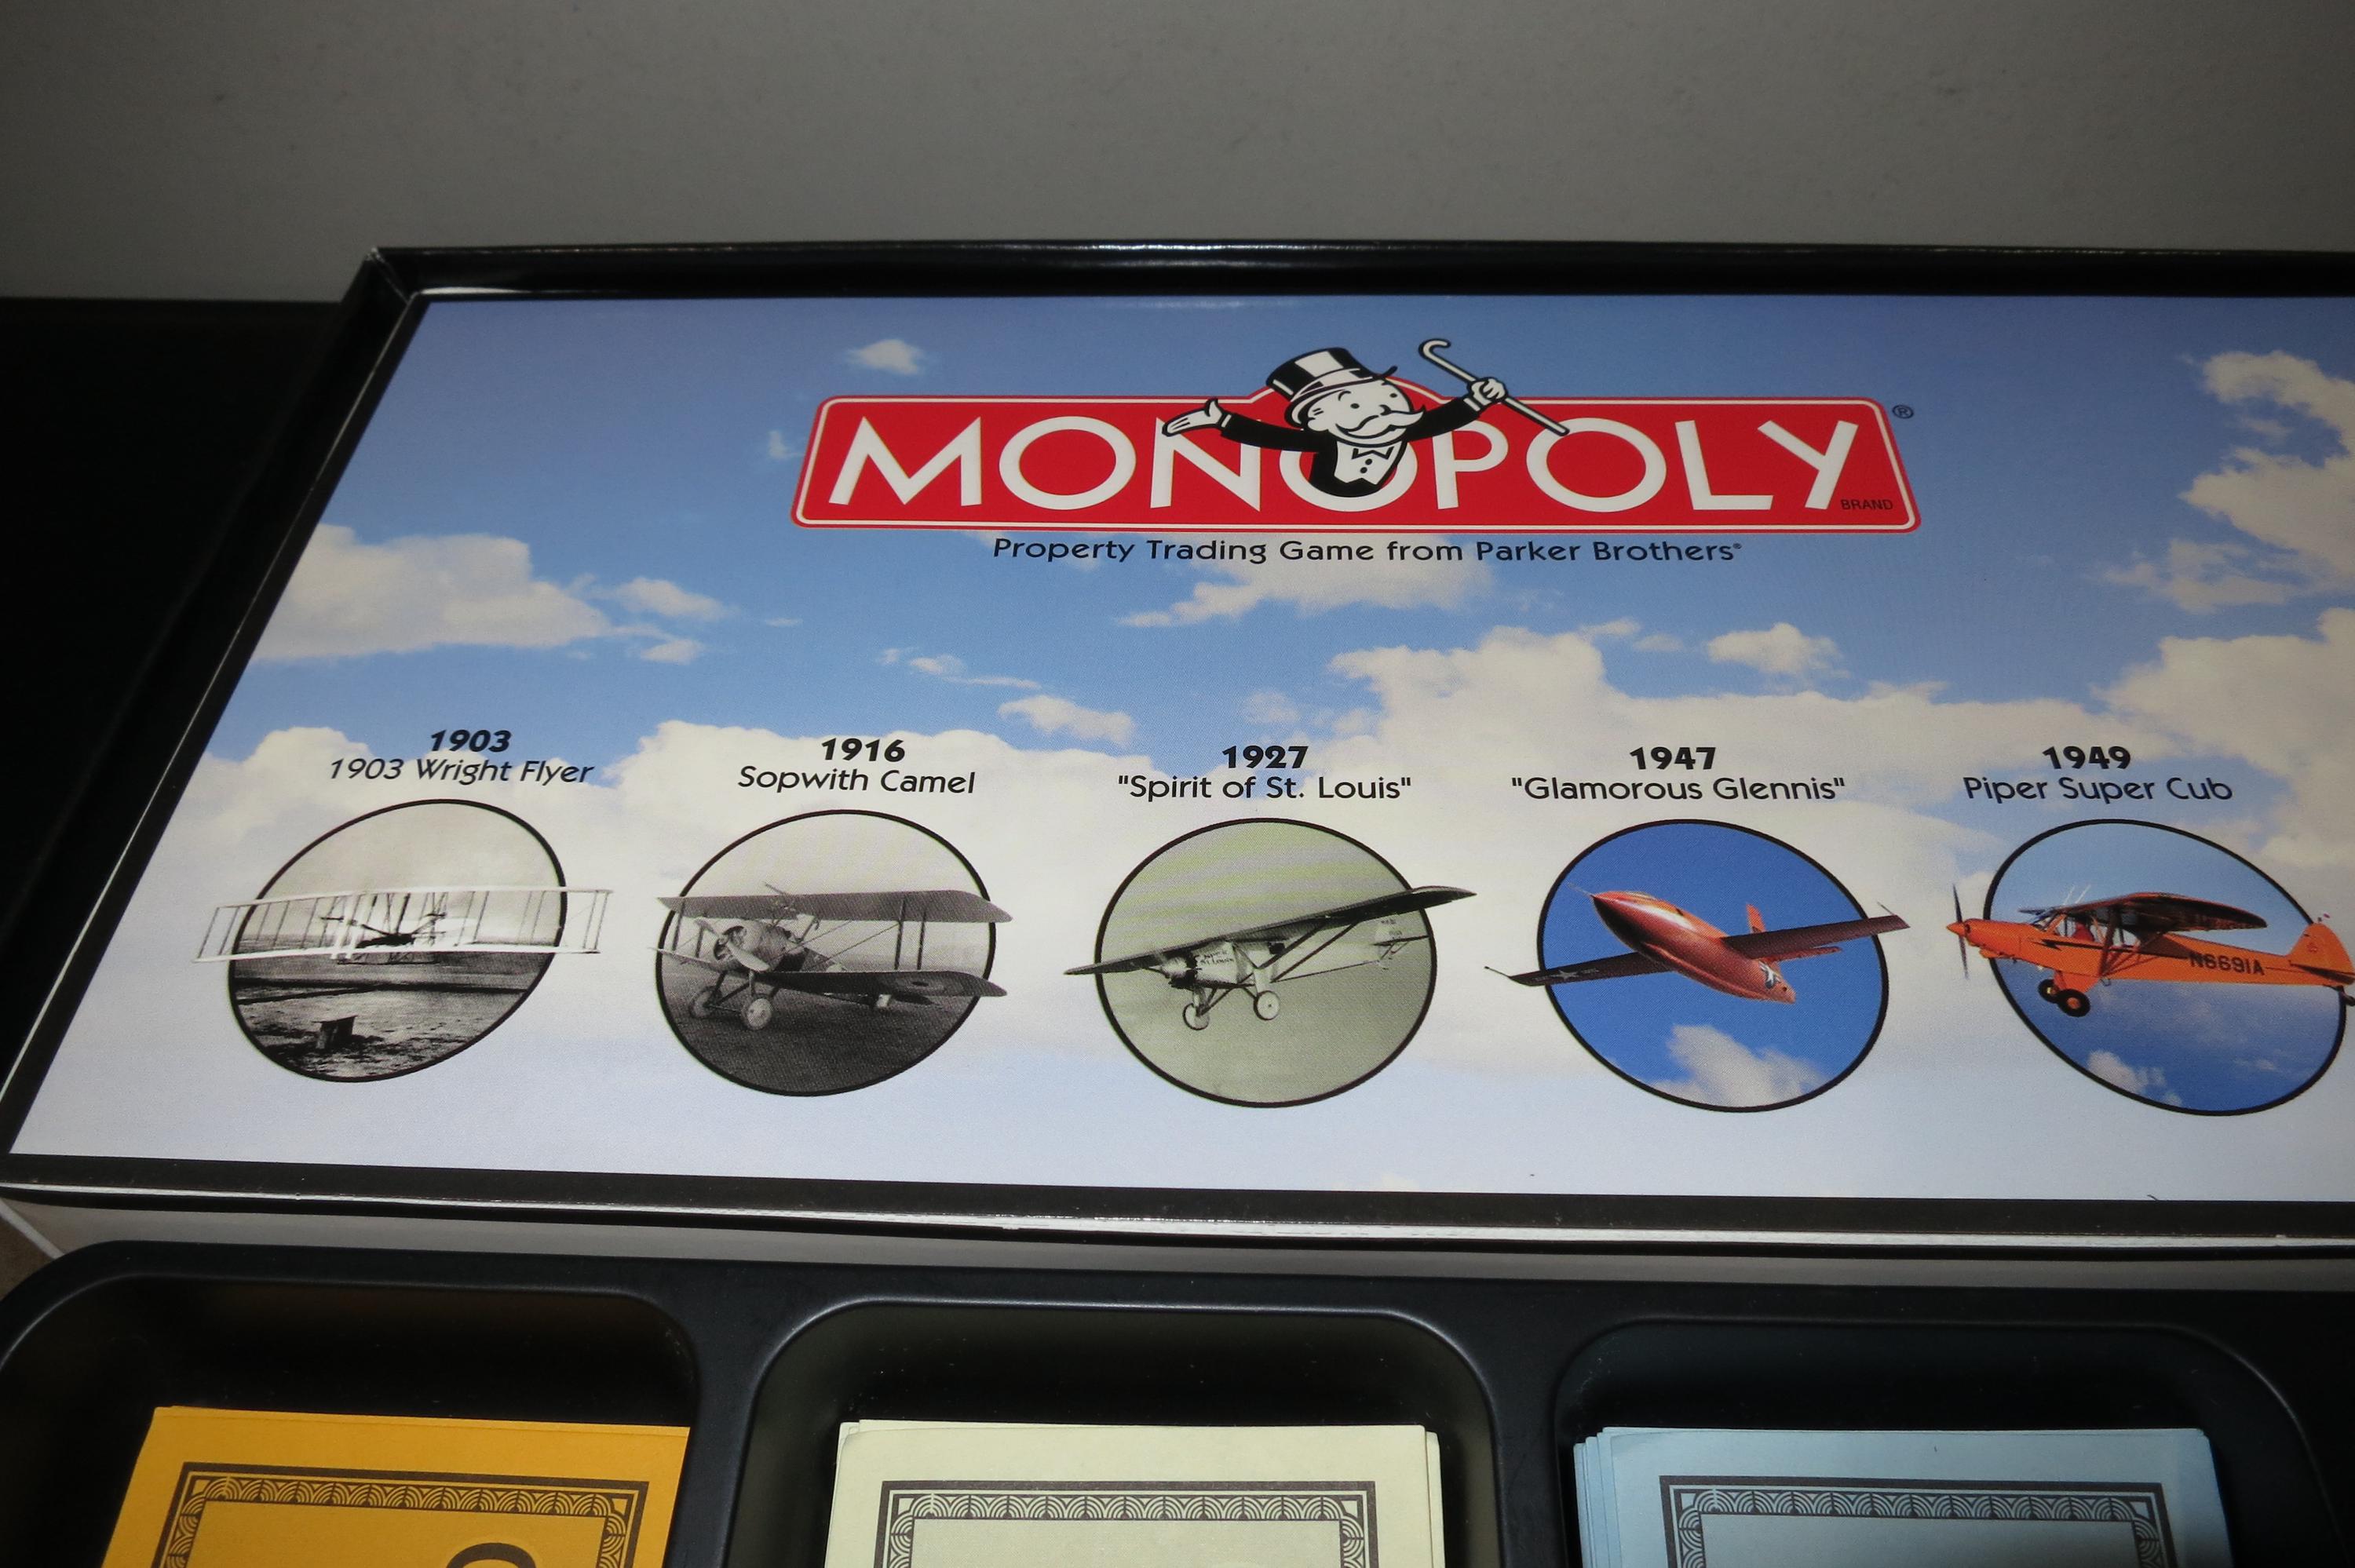 MONOPOLY®
BRAND
Property Trading Game from Parker Brothers®
1903
1903 Wright Flyer
1916
Sopwith Camel
1927
"Spirit of St. Louis"
1947
"Glamorous Glennis"
1949
Piper Super Cub
N6691A